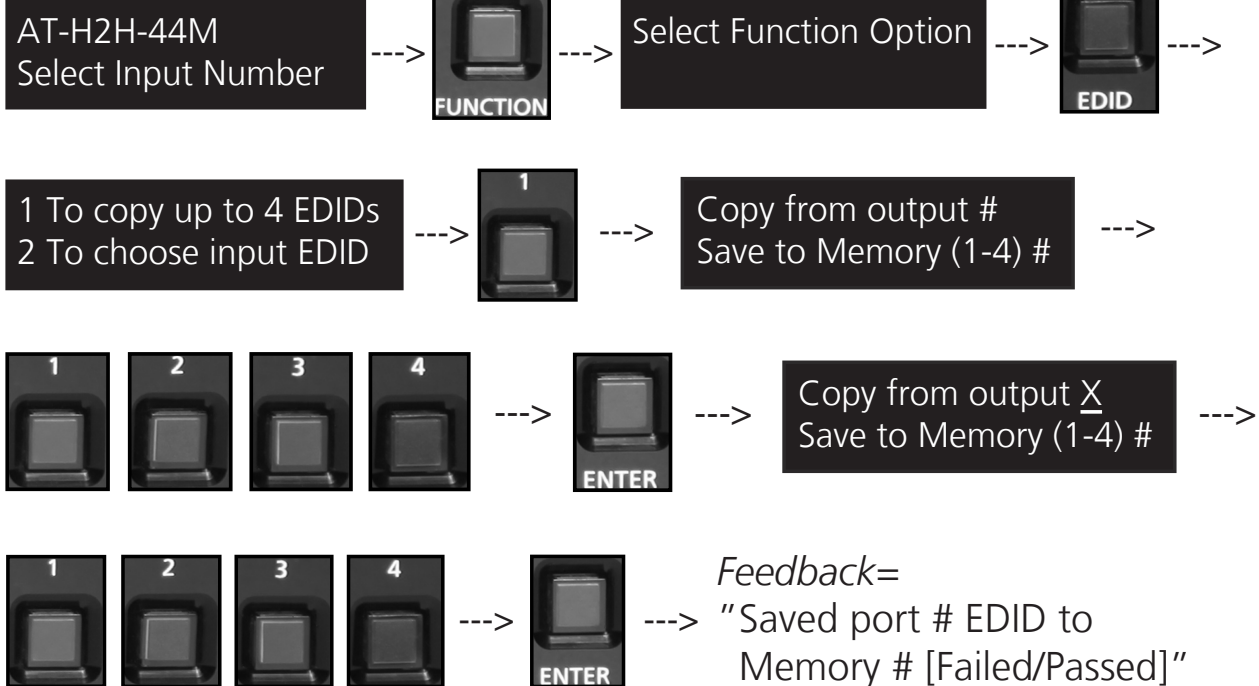 AT-H2H-44M
Select Input Number
--->
FUNCTION
--->
Select Function Option
--->
EDID
--->
1 To copy up to 4 EDIDs
2 To choose input EDID
--->
1
--->
Copy from output #
Save to Memory (1-4) #
--->
1 2 3 4
--->
ENTER
--->
Copy from output X
Save to Memory (1-4) #
--->
1 2 3 4
--->
ENTER
--->
Feedback=
"Saved port # EDID to
Memory # [Failed/Passed]"